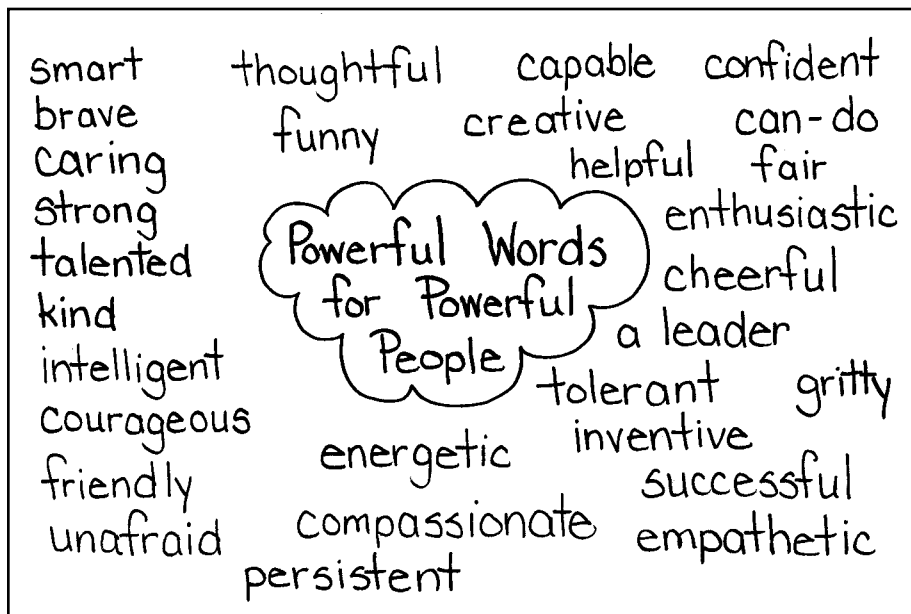 smart
thoughtful
capable
confident
brave
funny
creative
can-do
caring
helpful
fair
strong
enthusiastic
Powerful Words
for Powerful
People
talented
cheerful
kind
a leader
intelligent
tolerant
gritty
courageous
inventive
energetic
friendly
successful
unafraid
compassionate
empathetic
persistent